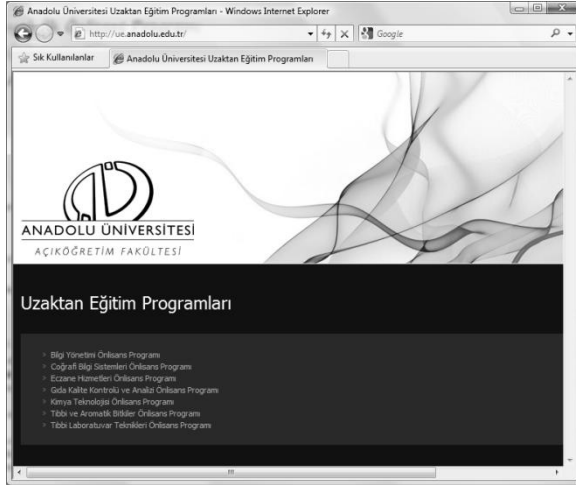 Anadolu Üniversitesi Uzaktan Eğitim Programları - Windows Internet Explorer
http://ue.anadolu.edu.tr/
Google
Sık Kullanılanlar
Anadolu Üniversitesi Uzaktan Eğitim Programları
ANADOLU ÜNİVERSİTESİ
AÇIKÖĞRETİM FAKÜLTESİ
Uzaktan Eğitim Programları
Bilgi Yönetimi Önlisans Programı
Coğrafi Bilgi Sistemleri Önlisans Programı
Eczane Hizmetleri Önlisans Programı
Gıda Kalite Kontrolü ve Analizi Önlisans Programı
Kimya Teknolojisi Önlisans Programı
Tıbbi ve Aromatik Bitkiler Önlisans Programı
Tıbbi Laboratuvar Teknikleri Önlisans Programı